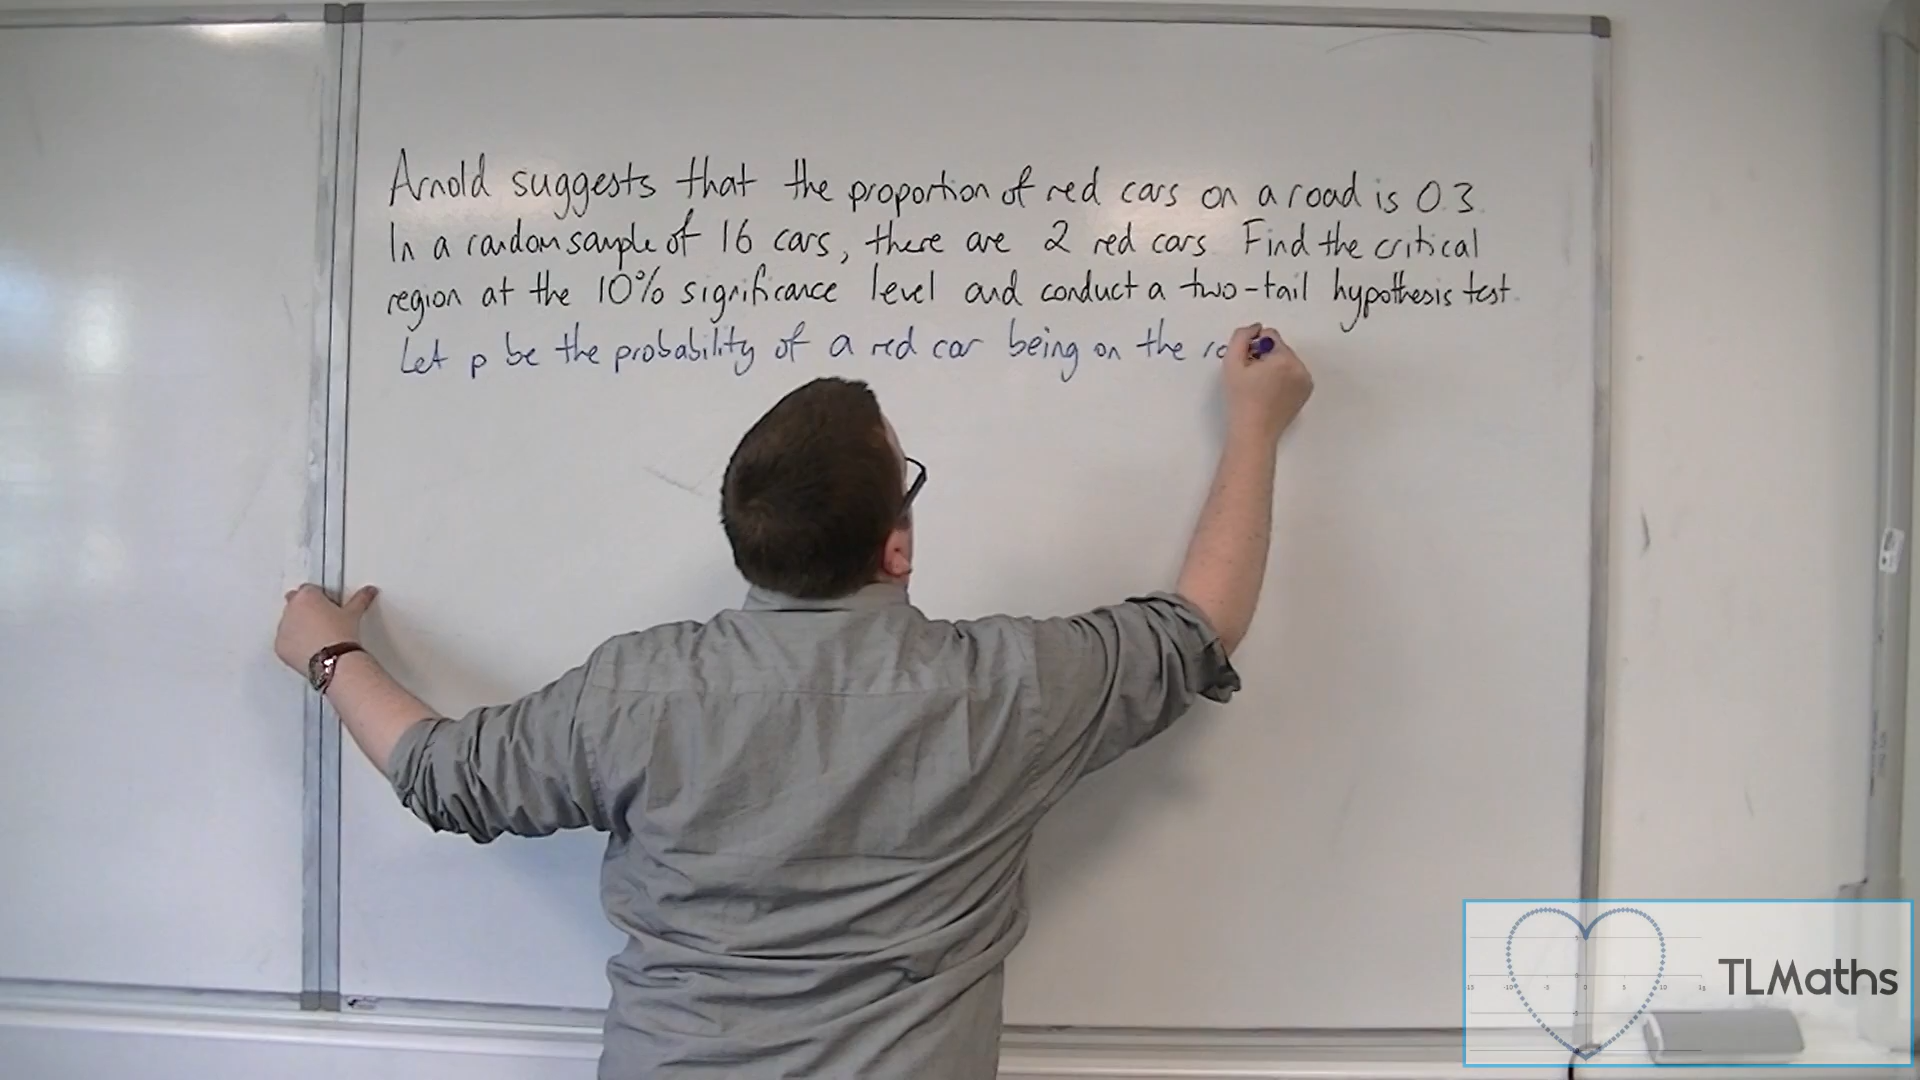 Arnold suggests that the proportion of red cars on a road is 0.3.
In a random sample of 16 cars, there are 2 red cars. Find the critical
region at the 10% significance level and conduct a two-tail hypothesis test.
Let p be the probability of a red car being on the
TLMaths